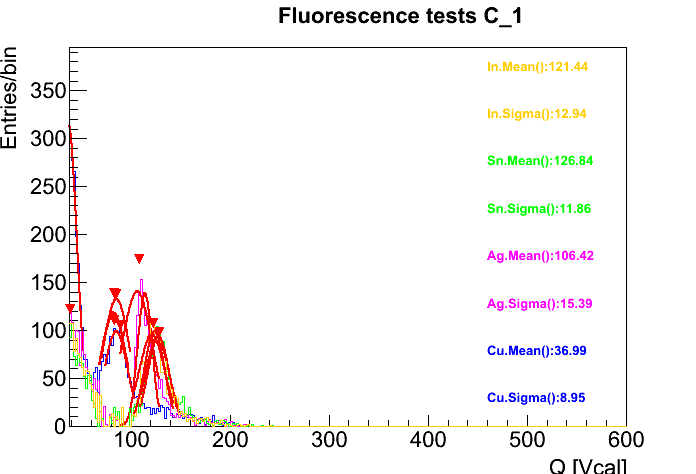 Fluorescence tests C_1
Entries/bin
350
300
250
200
150
100
50
0
100
200
300
400
500
600
Q [Vcal]
In.Mean():121.44
In.Sigma():12.94
Sn.Mean():126.84
Sn.Sigma():11.86
Ag.Mean():106.42
Ag.Sigma():15.39
Cu.Mean():36.99
Cu.Sigma():8.95